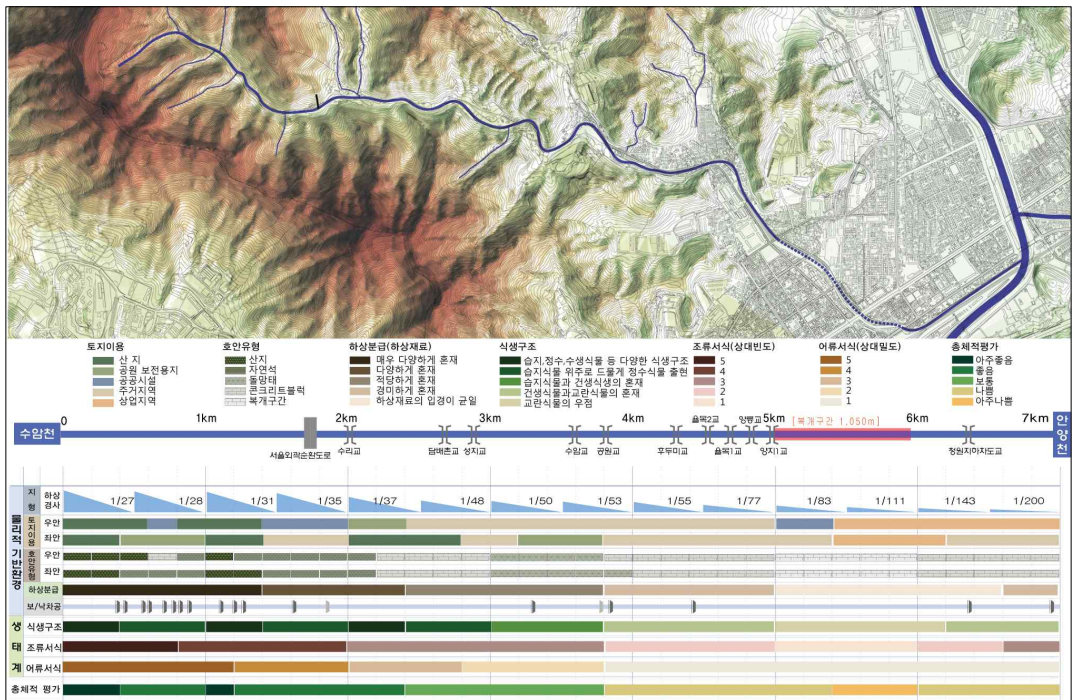 토지이용
산 지
공원 보전용지
공공시설
주거지역
상업지역
호안유형
산지
자연석
돌망태
콘크리트블럭
복개구간
하상분급(하상재료)
매우 다양하게 혼재
다양하게 혼재
적당하게 혼재
경미하게 혼재
하상재료의 입경이 균일
식생구조
습지,정수,수생식물 등 다양한 식생구조
습지식물 위주로 드물게 정수식물 출현
습지식물과 건생식생의 혼재
건생식물과교란식물의 혼재
교란식물의 우점
조류서식(상대빈도)
5
4
3
2
1
어류서식(상대밀도)
5
4
3
2
1
총체적평가
아주좋음
좋음
보통
나쁨
아주나쁨
0 1km 2km 3km 4km 5km 6km 7km
[복개구간 1,050m]
수암천
안양천
율목2교 양룡교
서울외곽순환도로 수리교 담배촌교 성지교 수암교 공원교 후두미교 율목1교 양지1교 청원지하차도교
물리적 기반환경
지형 하상경사 1/27 1/28 1/31 1/35 1/37 1/48 1/50 1/53 1/55 1/77 1/83 1/111 1/143 1/200
토지이용 우안
좌안
호안유형 우안
좌안
하상분급
보/낙차공
생태계
식생구조
조류서식
어류서식
총체적 평가